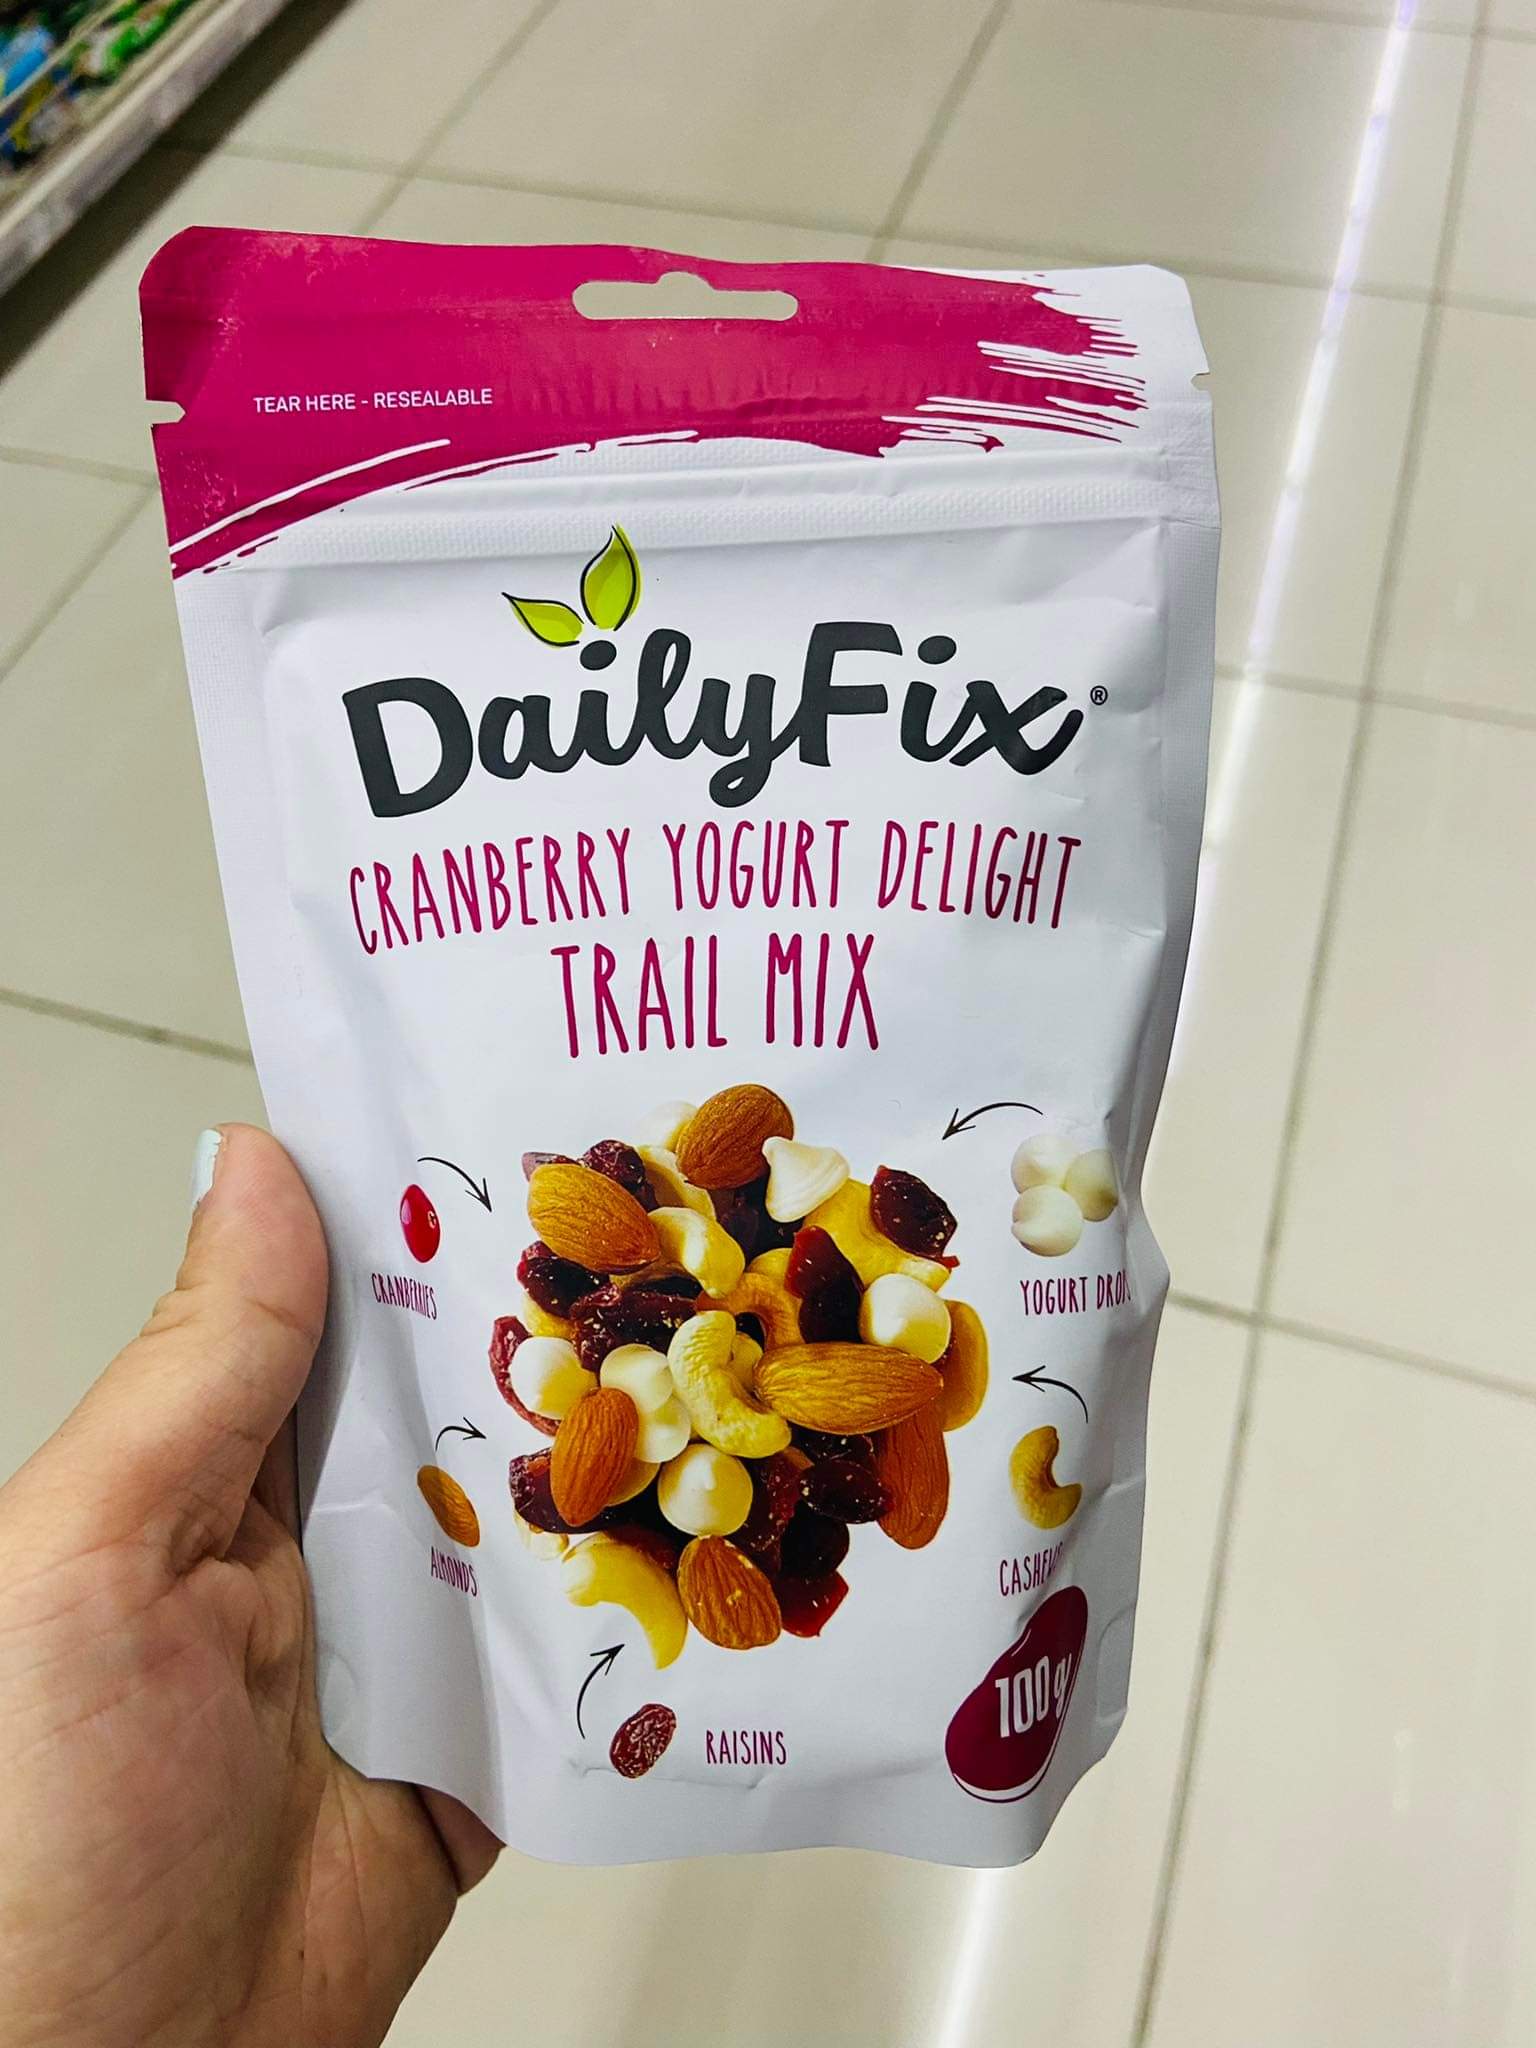 TEAR HERE - RESEALABLE
DailyFix®
CRANBERRY YOGURT DELIGHT
TRAIL MIX
CRANBERRIES
YOGURT DROPS
ALMONDS
CASHEWS
RAISINS
100g